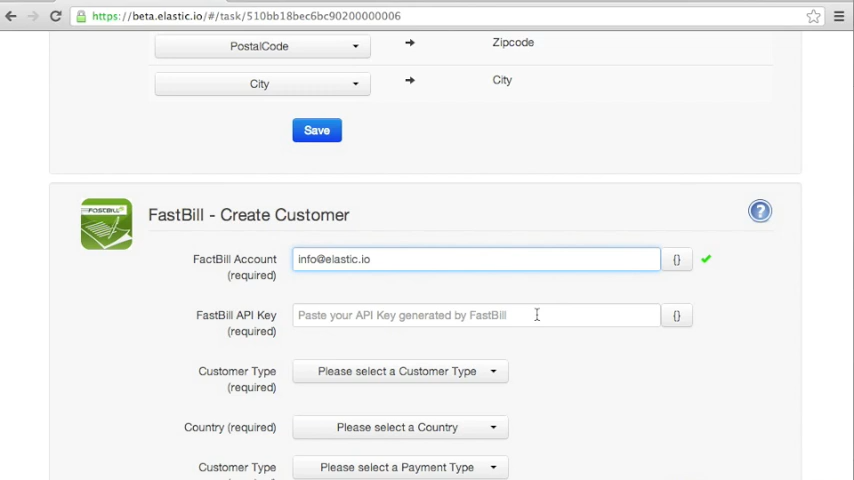 https://beta.elastic.io/#/task/510bb18bec6bc90200000006
PostalCode Zipcode
City City
Save
FASTBILL
FastBill - Create Customer
?
FactBill Account info@elastic.io {}
(required)
FastBill API Key Paste your API Key generated by FastBill {}
(required)
Customer Type Please select a Customer Type
(required)
Country (required) Please select a Country
Customer Type Please select a Payment Type